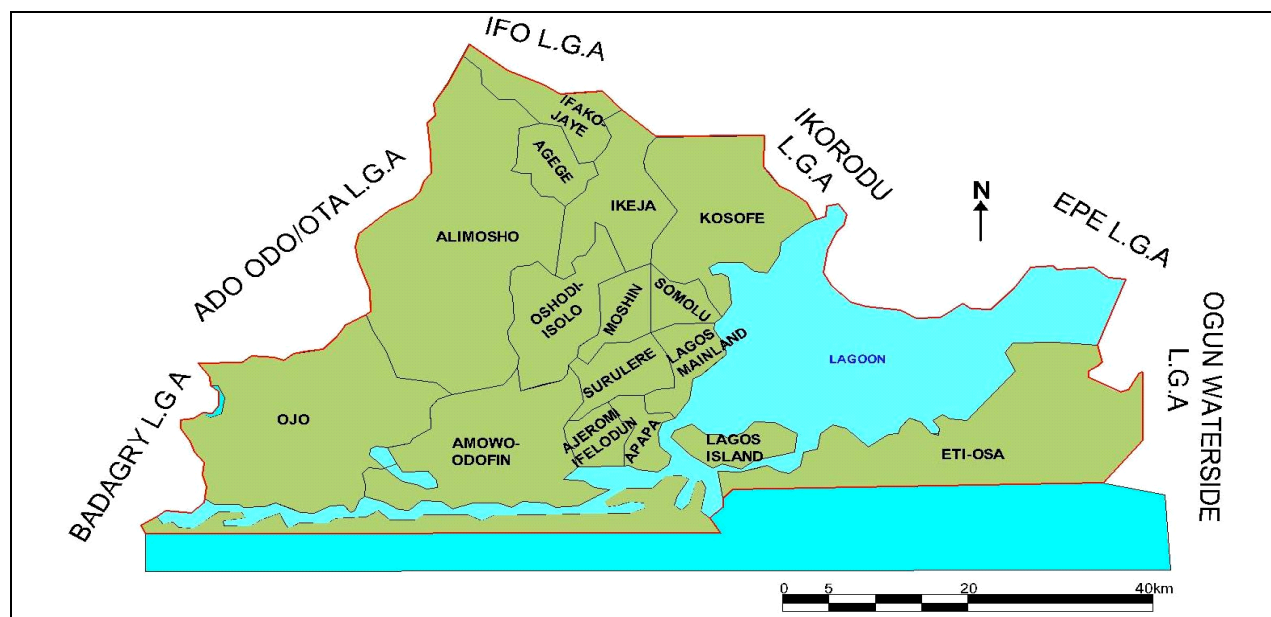 IFO L.G.A
IFAKO-
JAYE
AGEGE
IKORODU
L.G.A
ADO ODO/OTA L.G.A
IKEJA
KOSOFE
N
EPE L.G.A
ALIMOSHO
OSHODI-
ISOLO
MOSHIN
SOMOLU
LAGOS
MAINLAND
LAGOON
OGUN WATERSIDE
L.G.A
SURULERE
BADAGRY L.G A
OJO
AMOWO-
ODOFIN
AJEROMI
IFELODUN
APAPA
LAGOS
ISLAND
ETI-OSA
0 5 20 40km